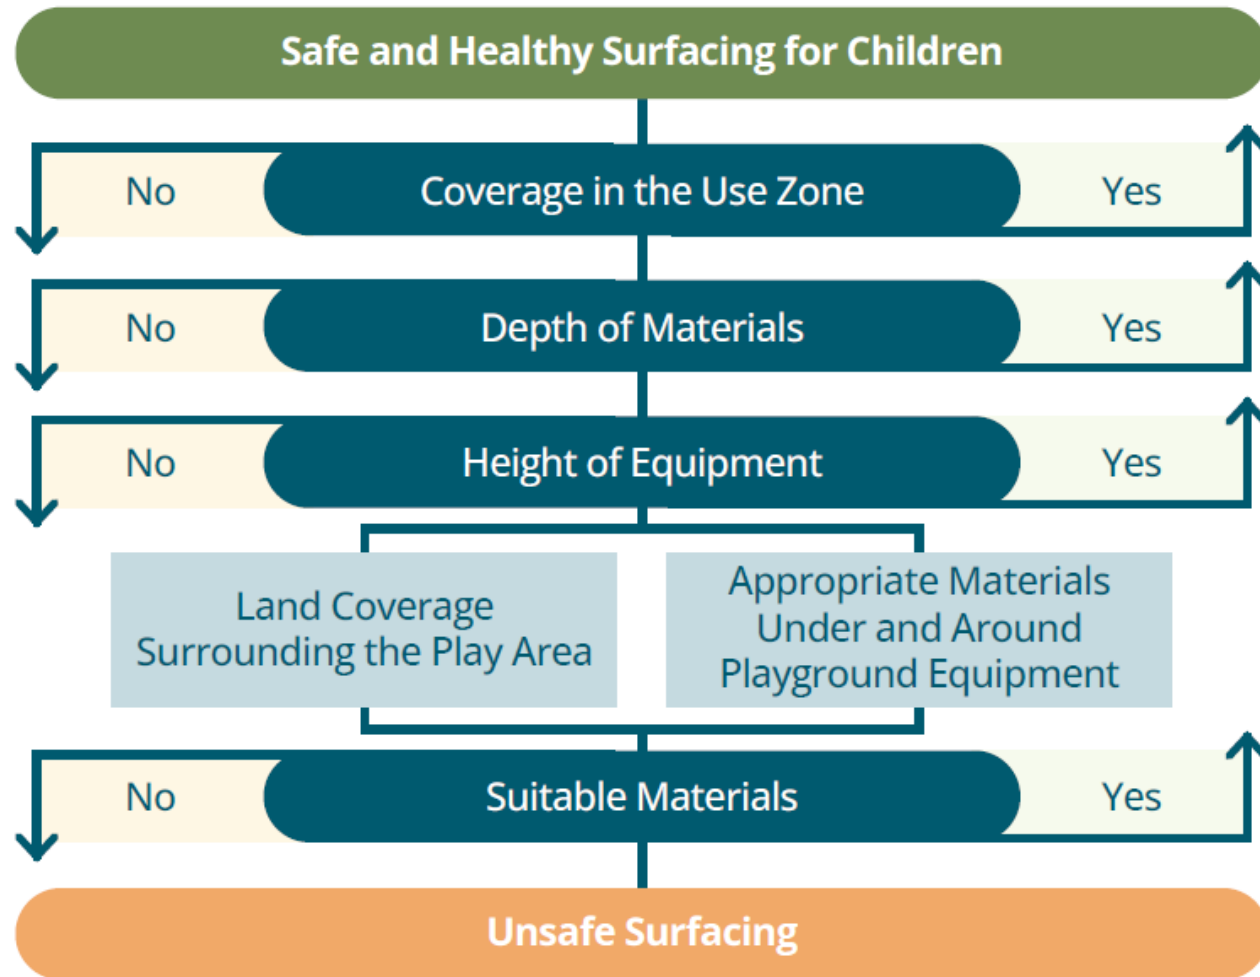 Safe and Healthy Surfacing for Children
No
Coverage in the Use Zone
Yes
No
Depth of Materials
Yes
No
Height of Equipment
Yes
Land Coverage
Surrounding the Play Area
Appropriate Materials
Under and Around
Playground Equipment
No
Suitable Materials
Yes
Unsafe Surfacing